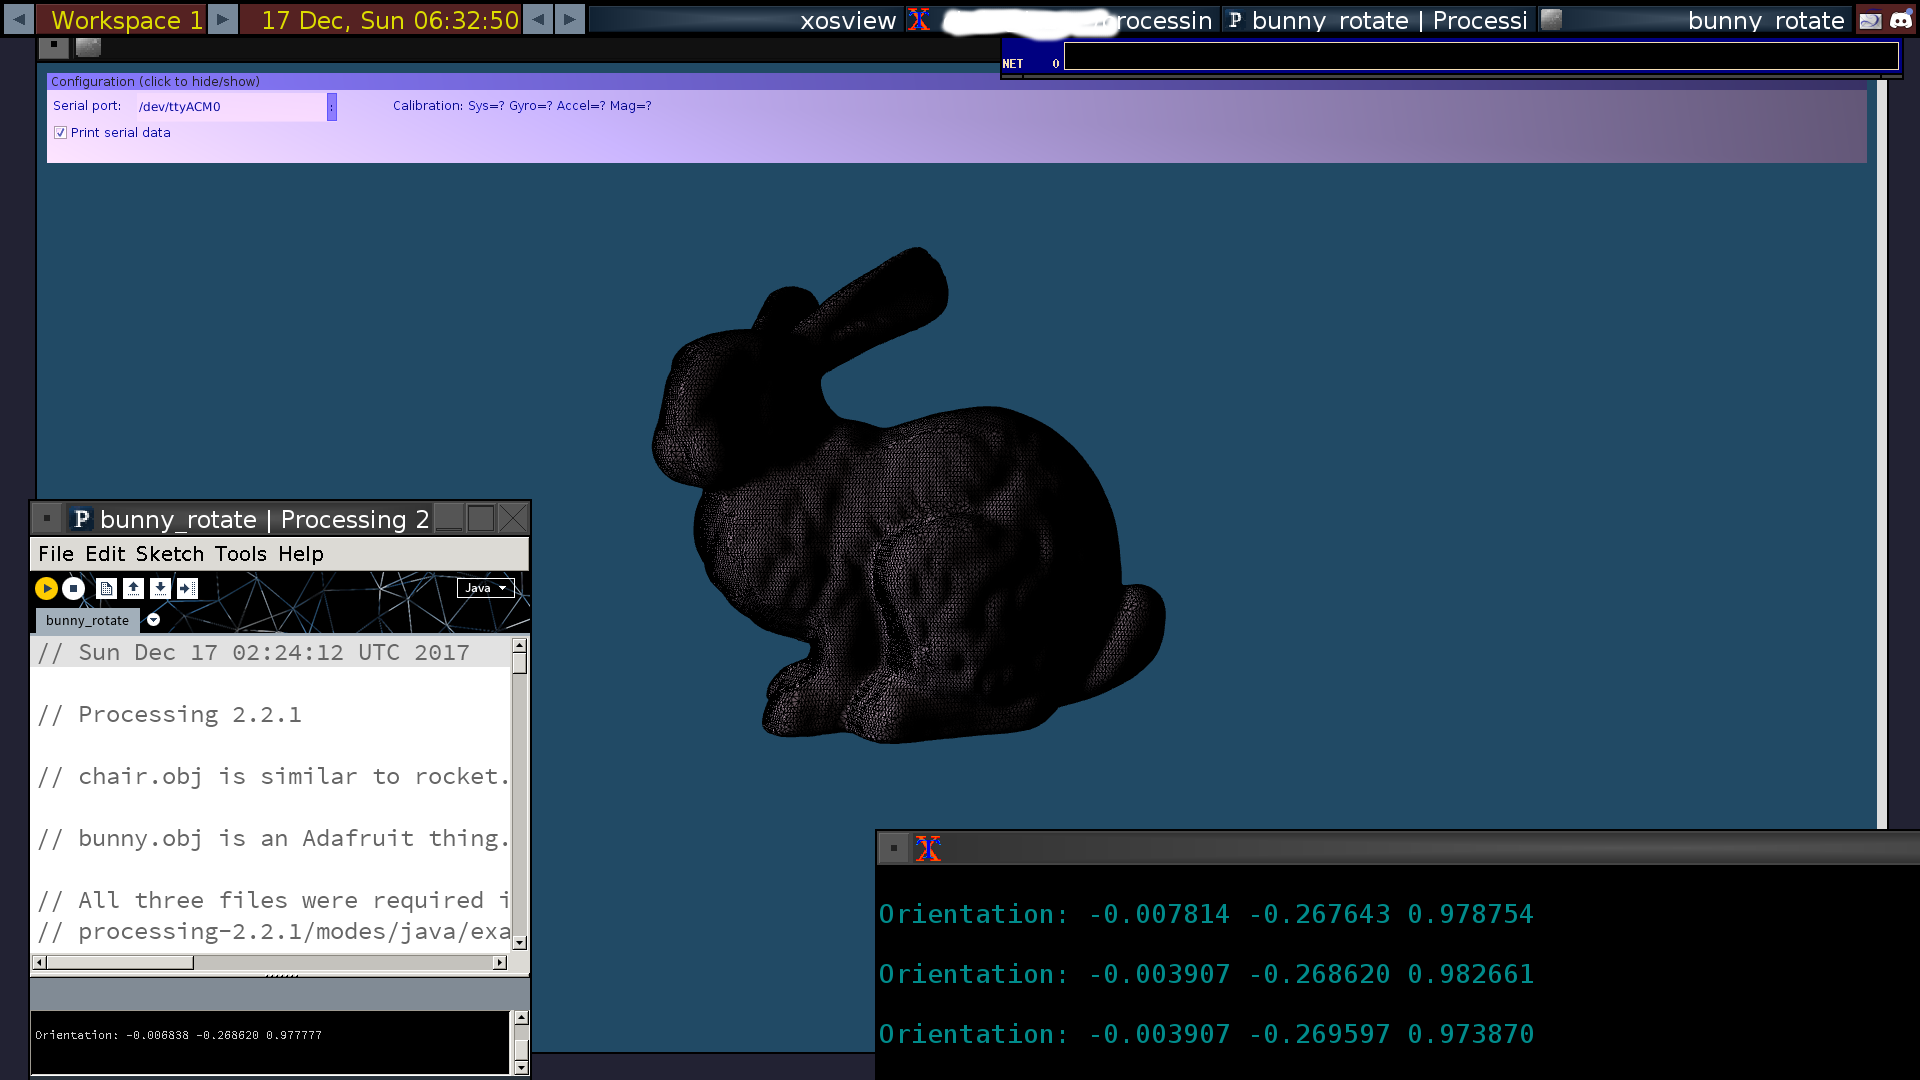 Workspace 1
17 Dec, Sun 06:32:50
xosview
rocessin
bunny rotate | Processi
bunny rotate
NET 0
Configuration (click to hide/show)
Serial port: /dev/ttyACM0
Calibration: Sys=? Gyro=? Accel=? Mag=?
Print serial data
bunny_rotate | Processing 2
File Edit Sketch Tools Help
Java
bunny_rotate
// Sun Dec 17 02:24:12 UTC 2017
// Processing 2.2.1
// chair.obj is similar to rocket.
// bunny.obj is an Adafruit thing.
// All three files were required i
// processing-2.2.1/modes/java/exa
Orientation: -0.006838 -0.268620 0.977777
Orientation: -0.007814 -0.267643 0.978754
Orientation: -0.003907 -0.268620 0.982661
Orientation: -0.003907 -0.269597 0.973870